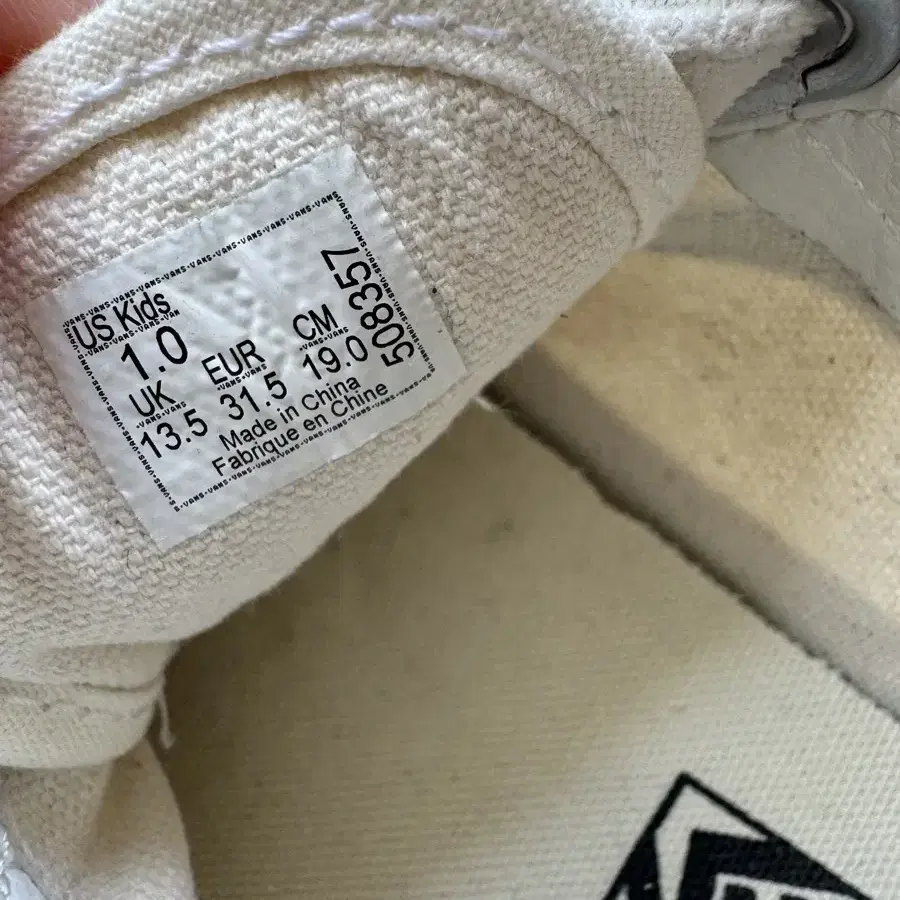 US Kids
1.0
UK EUR CM
13.5 31.5 19.0
508357
Made in China
Fabrique en Chine